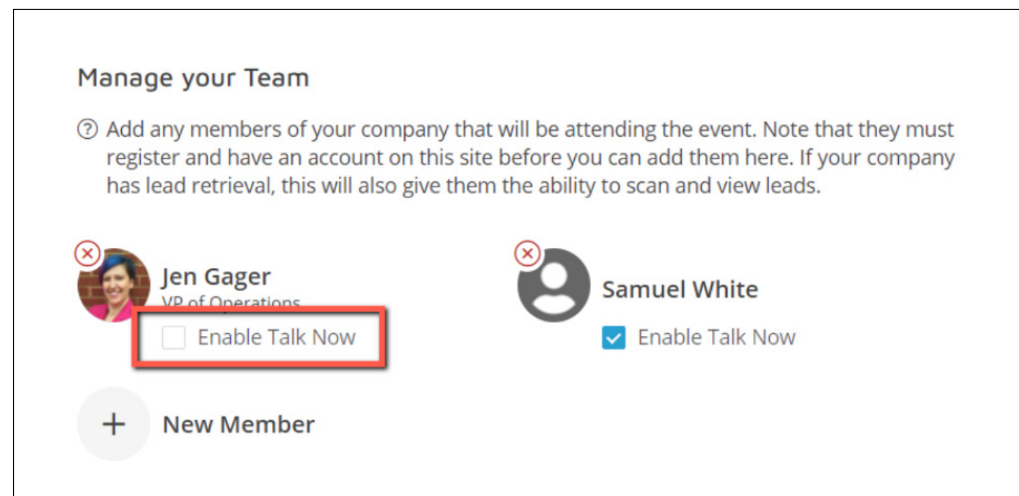 Manage your Team
Add any members of your company that will be attending the event. Note that they must
register and have an account on this site before you can add them here. If your company
has lead retrieval, this will also give them the ability to scan and view leads.
Jen Gager
VP of Operations
Enable Talk Now
Samuel White
Enable Talk Now
New Member